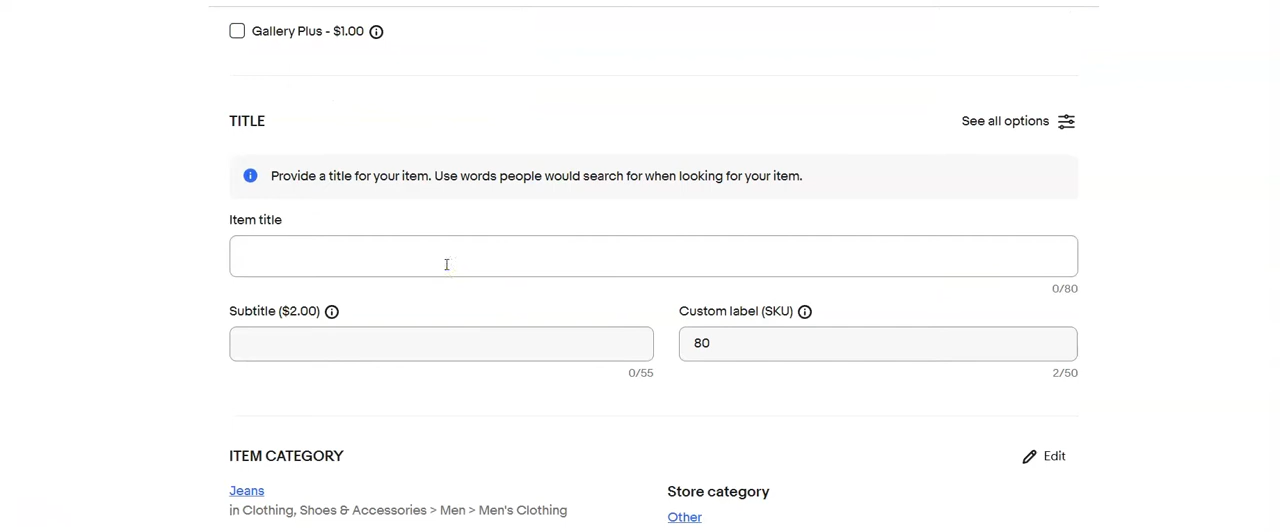 Gallery Plus - $1.00
TITLE
See all options
Provide a title for your item. Use words people would search for when looking for your item.
Item title
0/80
Subtitle ($2.00)
Custom label (SKU)
80
0/55
2/50
ITEM CATEGORY
Edit
Jeans
in Clothing, Shoes & Accessories > Men > Men's Clothing
Store category
Other